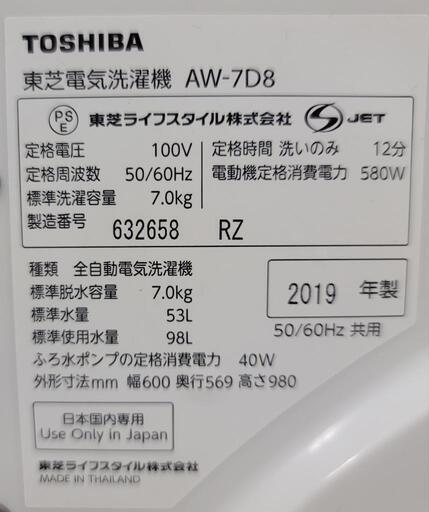 TOSHIBA
東芝電気洗濯機 AW-7D8
PS E 東芝ライフスタイル株式会社 S JET
定格電圧 100V
定格周波数 50/60Hz
標準洗濯容量 7.0kg
製造番号 632658 RZ
定格時間 洗いのみ 12分
電動機定格消費電力 580W
種類 全自動電気洗濯機
標準脱水容量 7.0kg
標準水量 53L
標準使用水量 98L
2019 年製
50/60Hz 共用
ふろ水ポンプの定格消費電力 40W
外形寸法mm 幅600 奥行569 高さ980
日本国内専用
Use Only in Japan
東芝ライフスタイル株式会社
MADE IN THAILAND